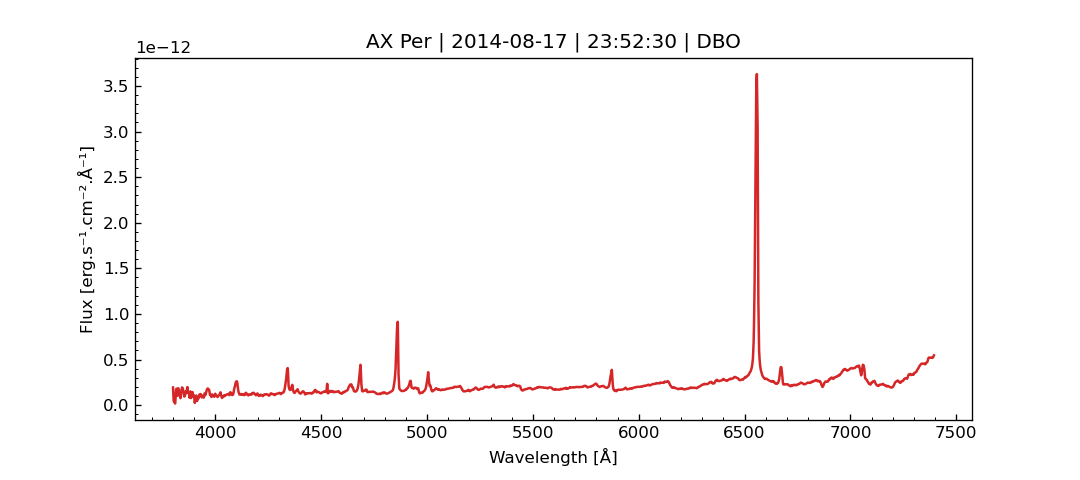 AX Per | 2014-08-17 | 23:52:30 | DBO
1e−12
3.5
3.0
2.5
2.0
1.5
1.0
0.5
0.0
Flux [erg.s⁻¹.cm⁻².Å⁻¹]
4000 4500 5000 5500 6000 6500 7000 7500
Wavelength [Å]